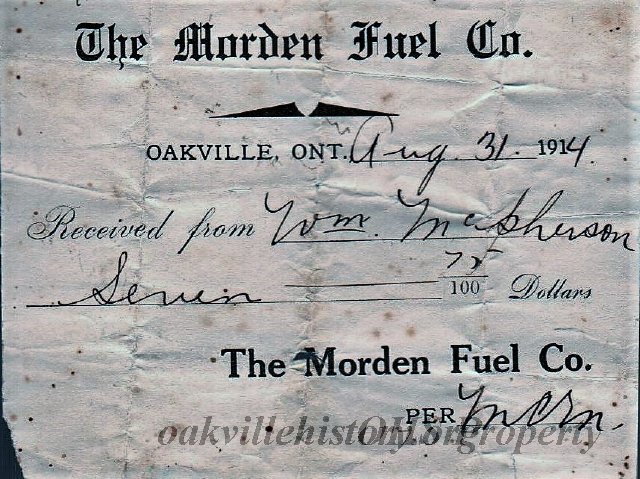 The Morden Fuel Co.
OAKVILLE, ONT. Aug. 31. 1914.
Received from Wm. McPherson
Seven 75/100 Dollars
The Morden Fuel Co.
PER
oakvillehistory.org property